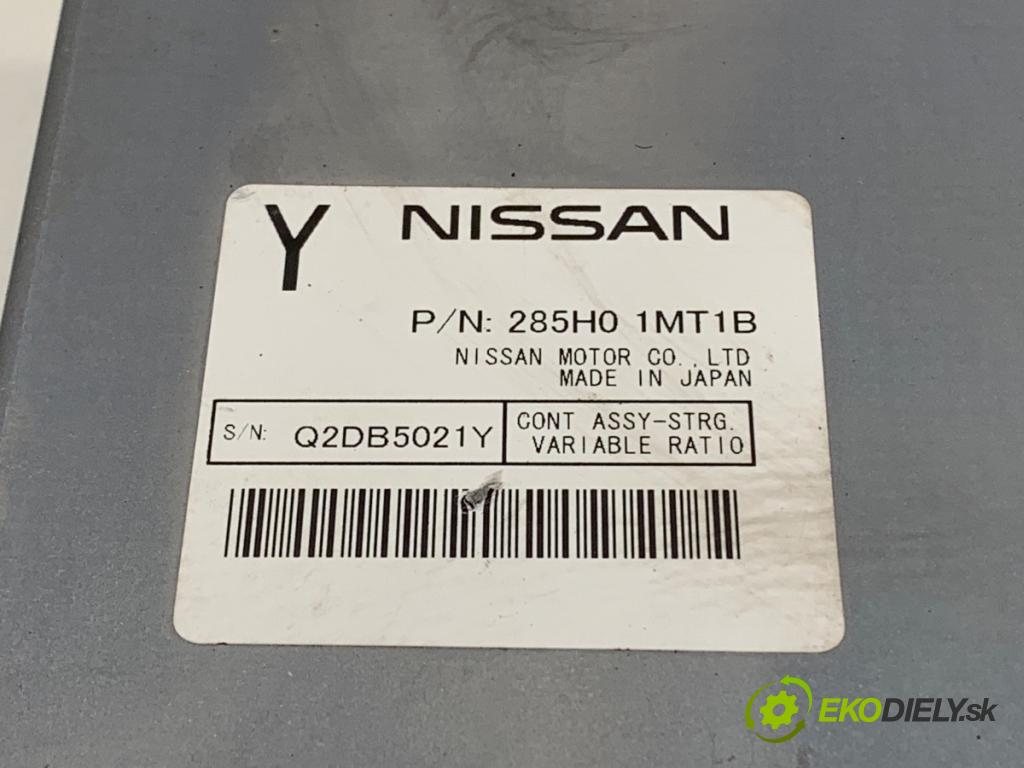 Y NISSAN
P/N: 285H0 1MT1B
NISSAN MOTOR CO.,LTD
MADE IN JAPAN
S/N: Q2DB5021Y
CONT ASSY-STRG.
VARIABLE RATIO
EKODIELY.sk